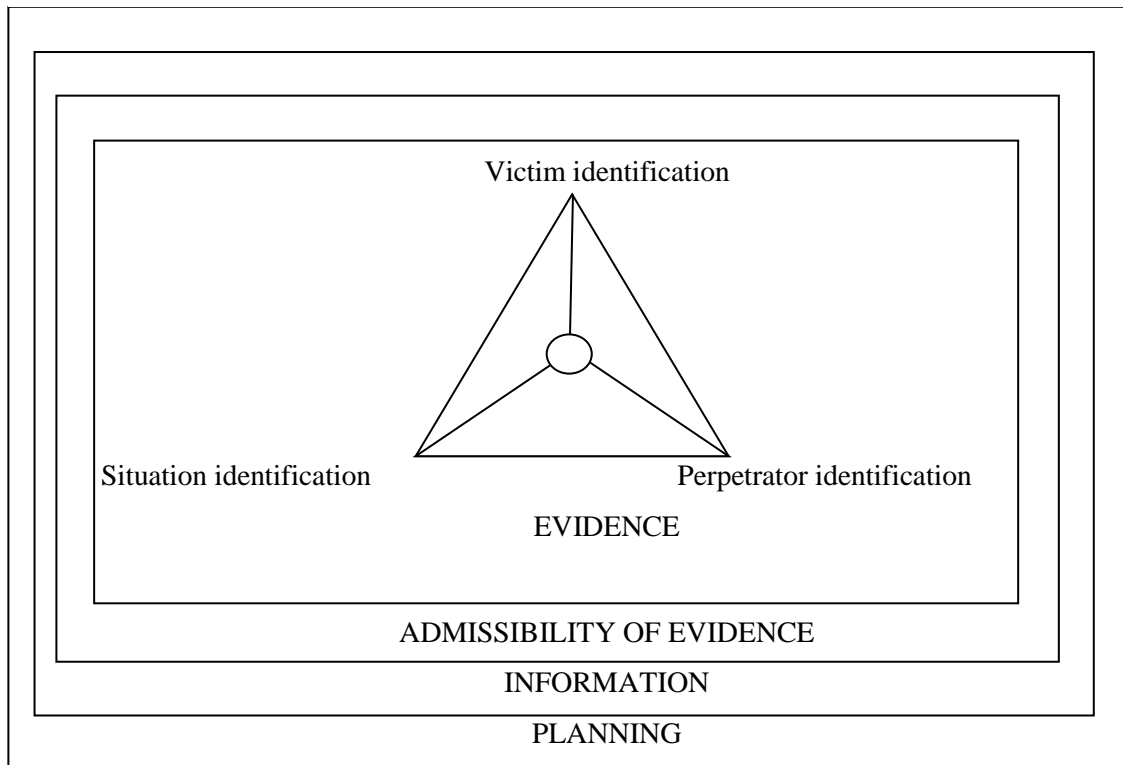 Victim identification
Situation identification
Perpetrator identification
EVIDENCE
ADMISSIBILITY OF EVIDENCE
INFORMATION
PLANNING